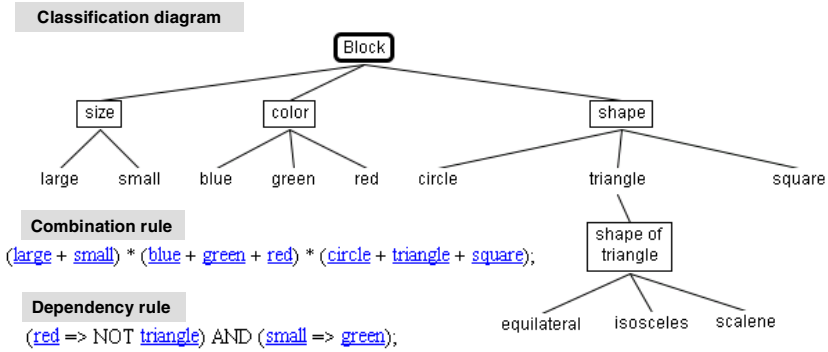 Classification diagram
Block
size
color
shape
large
small
blue
green
red
circle
triangle
square
Combination rule
(large + small) * (blue + green + red) * (circle + triangle + square);
shape of
triangle
Dependency rule
(red => NOT triangle) AND (small => green);
equilateral
isosceles
scalene